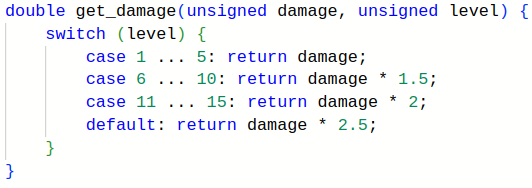 double get_damage(unsigned damage, unsigned level) {
    switch (level) {
        case 1 ... 5: return damage;
        case 6 ... 10: return damage * 1.5;
        case 11 ... 15: return damage * 2;
        default: return damage * 2.5;
    }
}